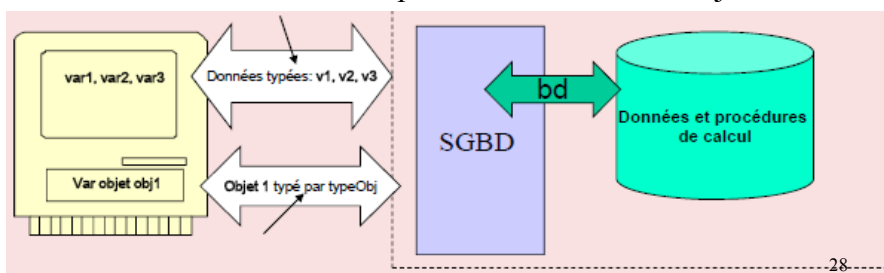 var1, var2, var3
Données typées: v1, v2, v3
Var objet obj1
Objet 1 typé par typeObj
SGBD
bd
Données et procédures
de calcul
28